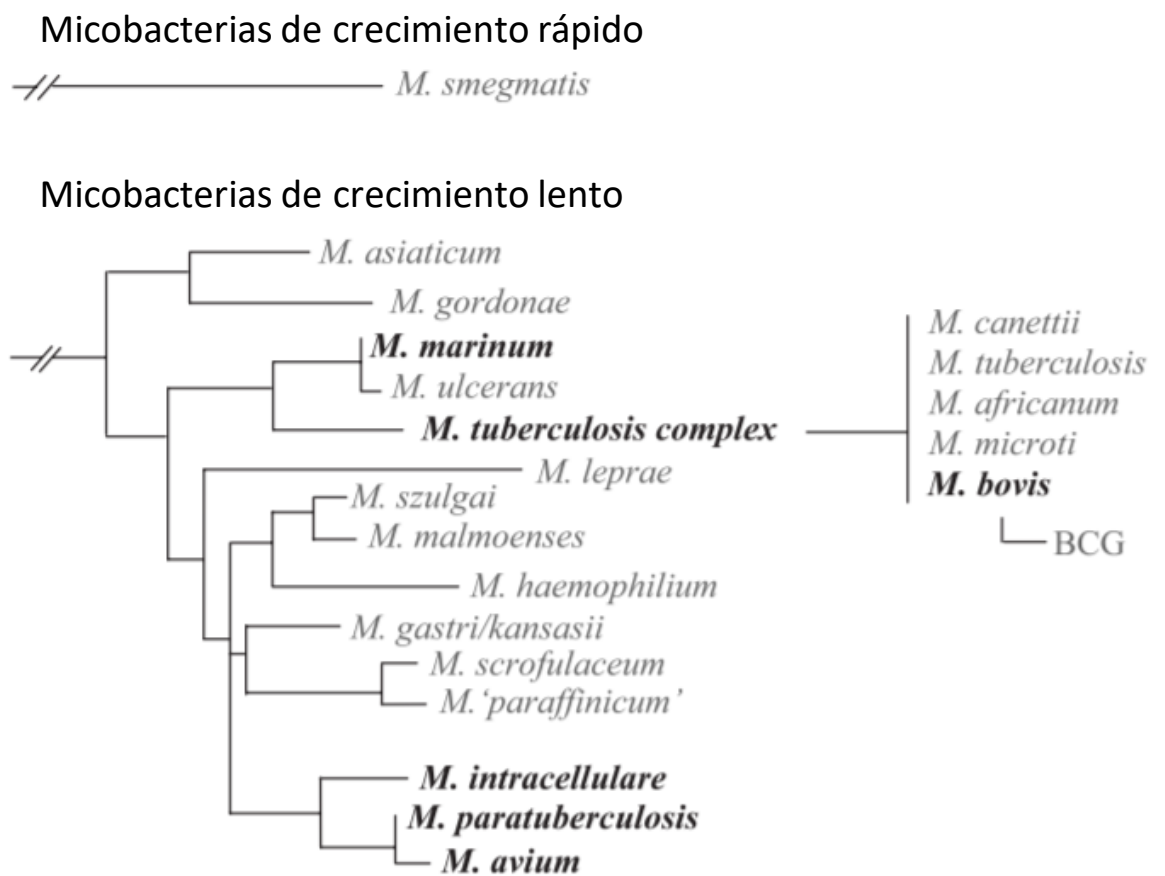 Micobacterias de crecimiento rápido
M. smegmatis
Micobacterias de crecimiento lento
M. asiaticum
M. gordonae
M. marinum
M. ulcerans
M. tuberculosis complex
M. leprae
M. szulgai
M. malmoenses
M. haemophilium
M. gastri/kansasii
M. scrofulaceum
M. ‘paraffinicum’
M. intracellulare
M. paratuberculosis
M. avium
M. canettii
M. tuberculosis
M. africanum
M. microti
M. bovis
BCG